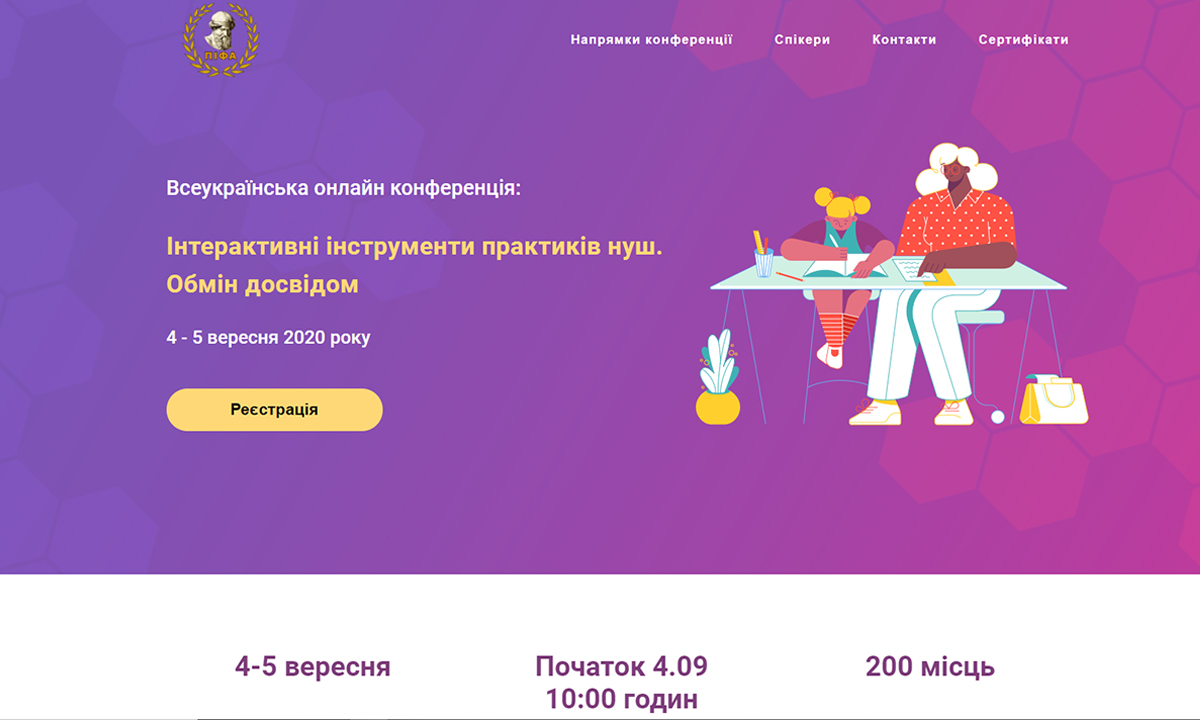 ПІФА
Напрямки конференції Спікери Контакти Сертифікати
Всеукраїнська онлайн конференція:
Інтерактивні інструменти практиків нуш.
Обмін досвідом
4 - 5 вересня 2020 року
Реєстрація
4-5 вересня
Початок 4.09
10:00 годин
200 місць